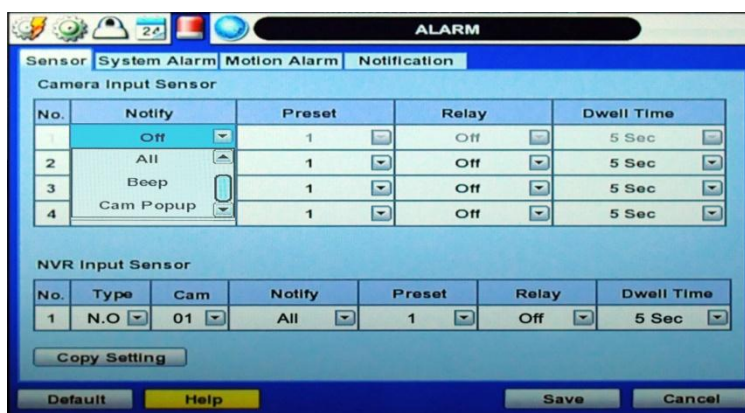 24
ALARM
Sensor System Alarm Motion Alarm Notification
Camera Input Sensor
No. Notify Preset Relay Dwell Time
1 Off 1 Off 5 Sec
All
2 1 Off 5 Sec
Beep
3 1 Off 5 Sec
Cam Popup
4 1 Off 5 Sec
NVR Input Sensor
No. Type Cam Notify Preset Relay Dwell Time
1 N.O 01 All 1 Off 5 Sec
Copy Setting
Default Help Save Cancel